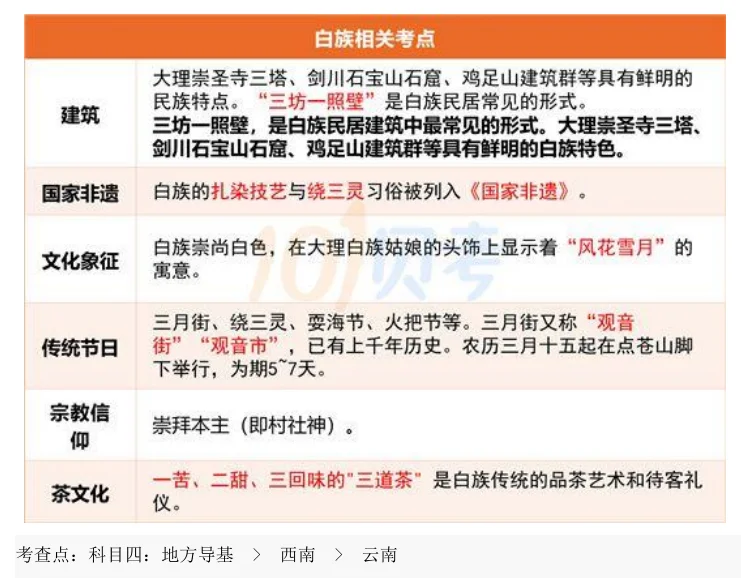 白族相关考点
建筑
大理崇圣寺三塔、剑川石宝山石窟、鸡足山建筑群等具有鲜明的
民族特点。“三坊一照壁”是白族民居常见的形式。
三坊一照壁，是白族民居建筑中最常见的形式。大理崇圣寺三塔、
剑川石宝山石窟、鸡足山建筑群等具有鲜明的白族特色。
国家非遗
白族的扎染技艺与绕三灵习俗被列入《国家非遗》。
文化象征
白族崇尚白色，在大理白族姑娘的头饰上显示着“风花雪月”的
寓意。
传统节日
三月街、绕三灵、耍海节、火把节等。三月街又称“观音
街”“观音市”，已有上千年历史。农历三月十五起在点苍山脚
下举行，为期5~7天。
宗教信
仰
崇拜本主（即村社神）。
茶文化
一苦、二甜、三回味的"三道茶" 是白族传统的品茶艺术和待客礼
仪。
101贝考
考查点：科目四：地方导基 > 西南 > 云南